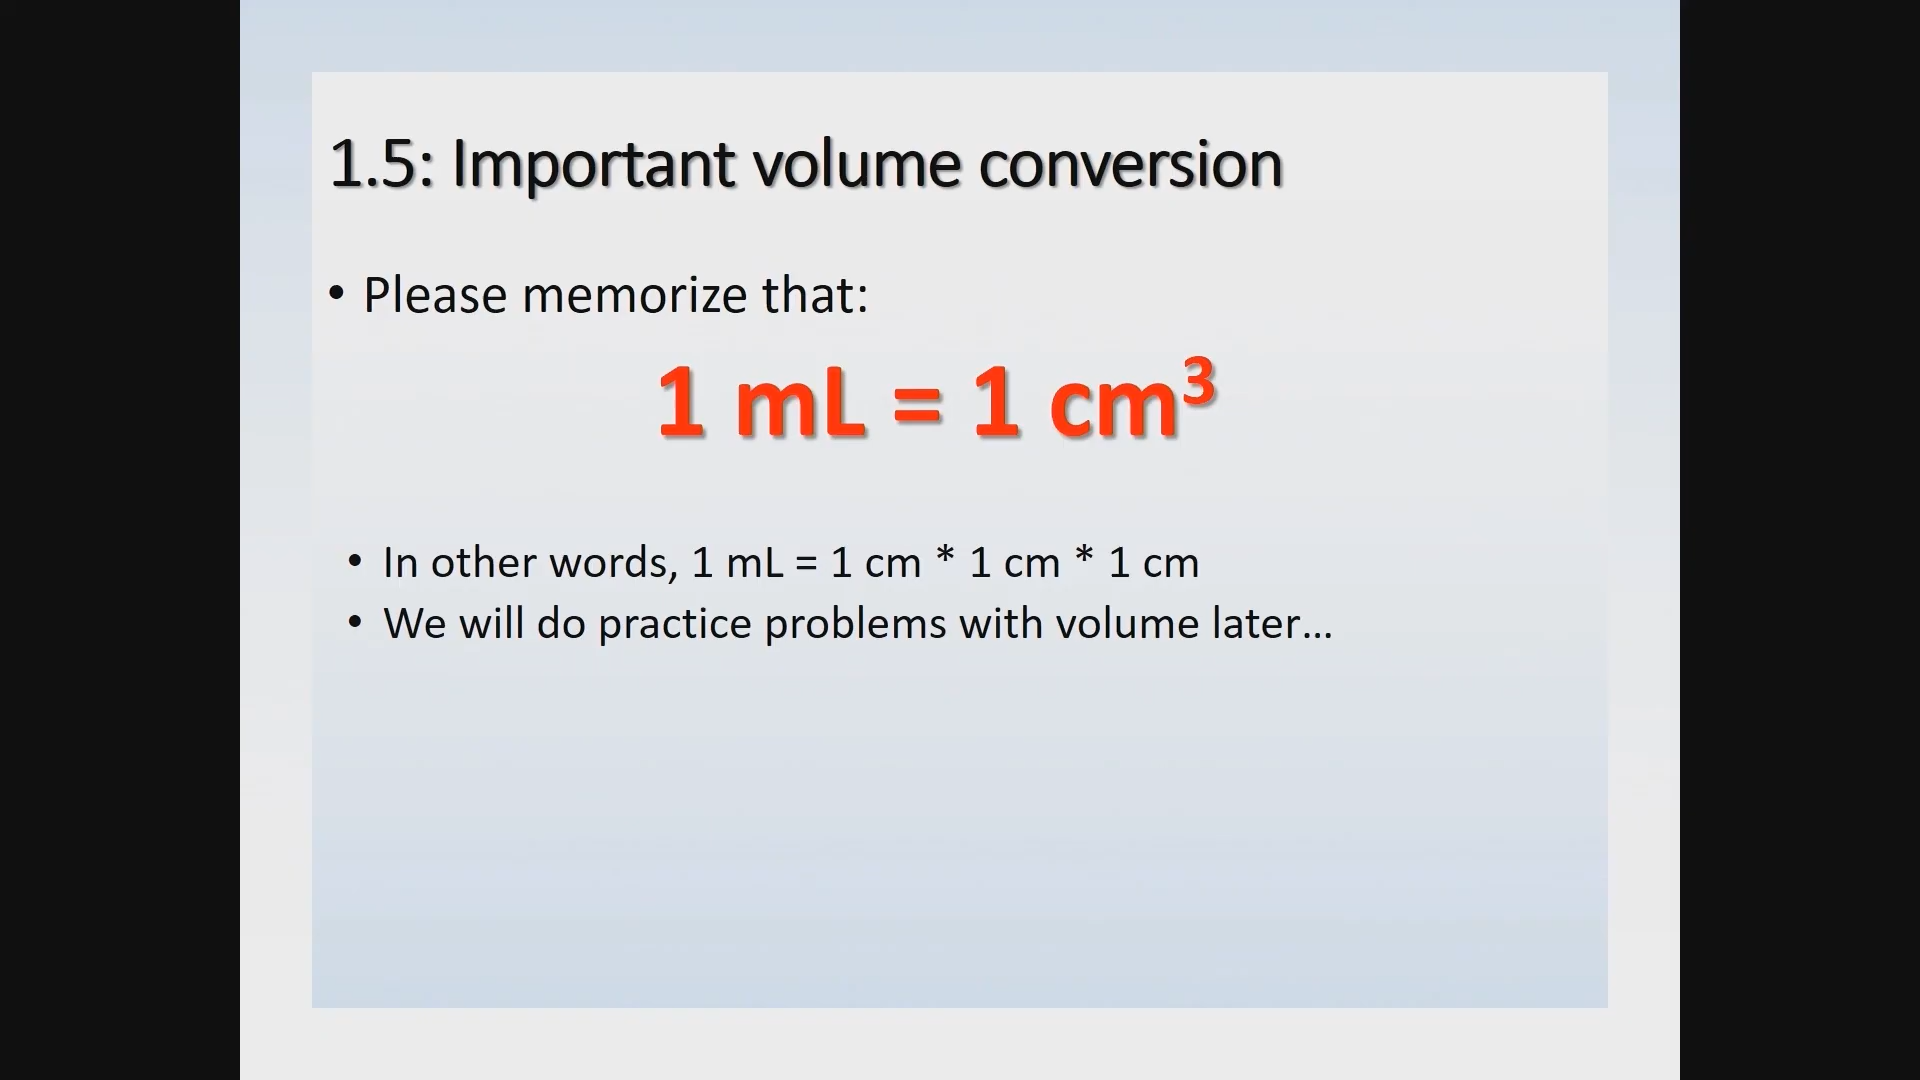 1.5: Important volume conversion
• Please memorize that:
1 mL = 1 cm³
• In other words, 1 mL = 1 cm * 1 cm * 1 cm
• We will do practice problems with volume later…